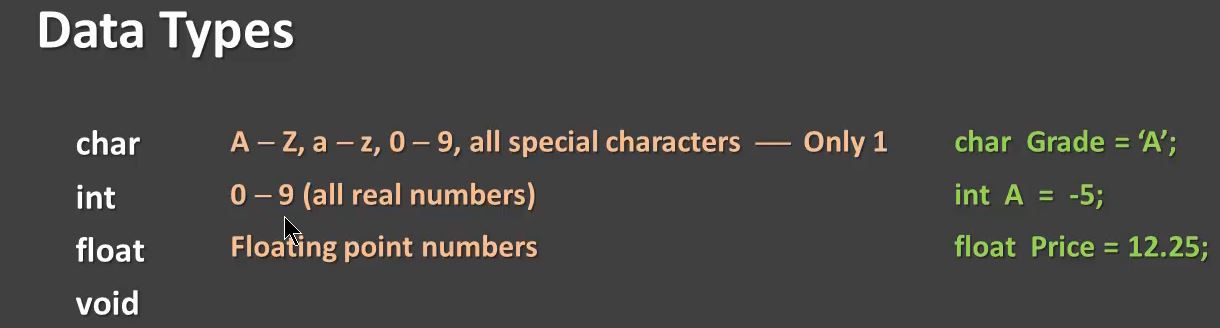 Data Types
char A – Z, a – z, 0 – 9, all special characters — Only 1 char Grade = ‘A’;
int 0 – 9 (all real numbers) int A = -5;
float Floating point numbers float Price = 12.25;
void